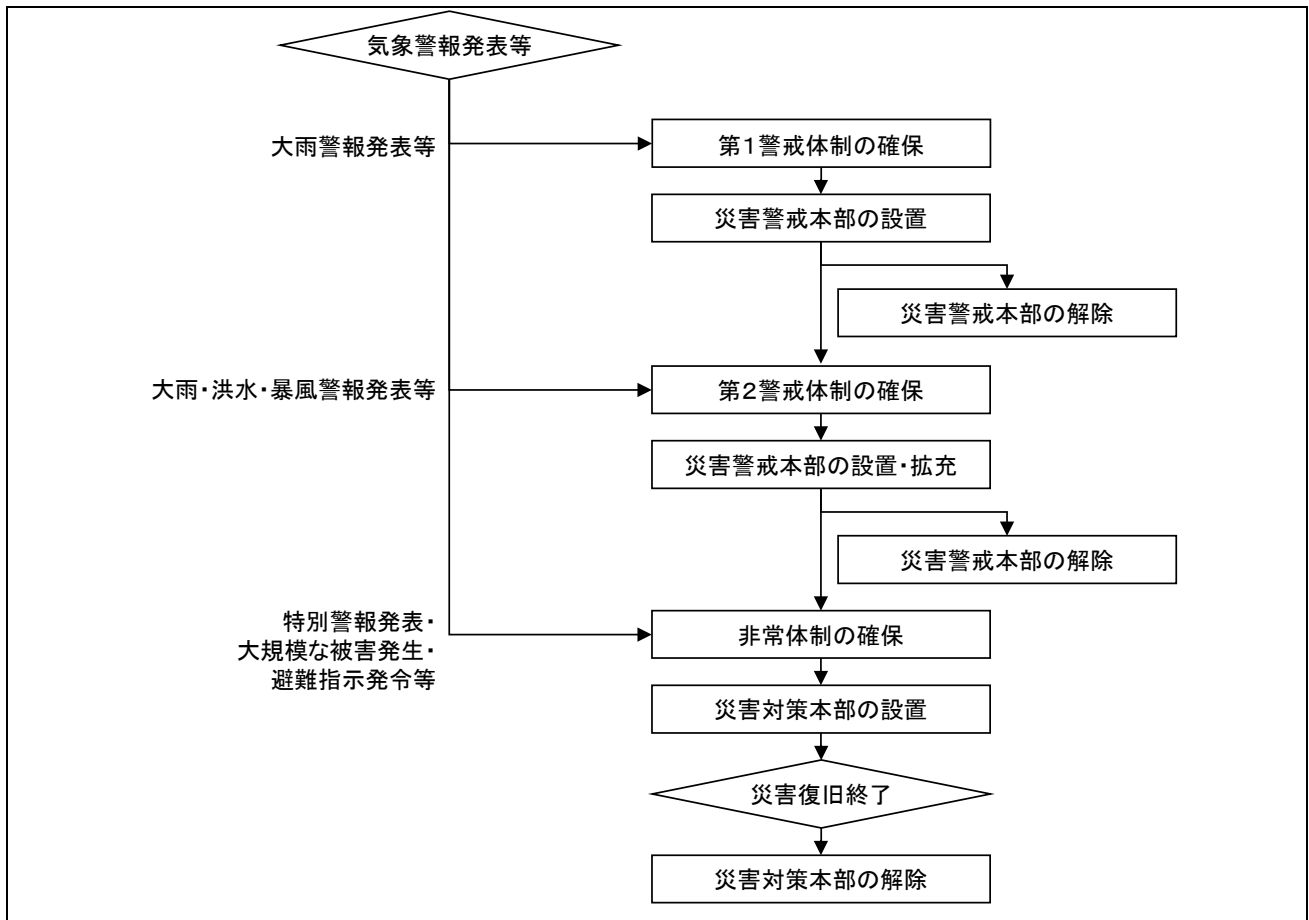 気象警報発表等
大雨警報発表等
第1警戒体制の確保
災害警戒本部の設置
災害警戒本部の解除
大雨・洪水・暴風警報発表等
第2警戒体制の確保
災害警戒本部の設置・拡充
災害警戒本部の解除
特別警報発表・
大規模な被害発生・
避難指示発令等
非常体制の確保
災害対策本部の設置
災害復旧終了
災害対策本部の解除